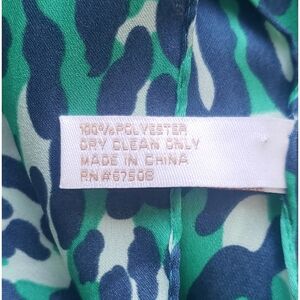 100% POLYESTER
DRY CLEAN ONLY
MADE IN CHINA
RN#67508